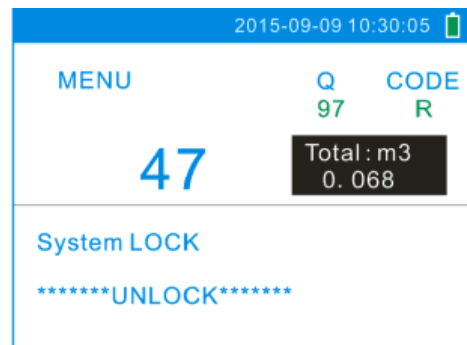 2015-09-09 10:30:05
MENU Q CODE
97 R
47 Total:m3
0.068
System LOCK
*******UNLOCK*******